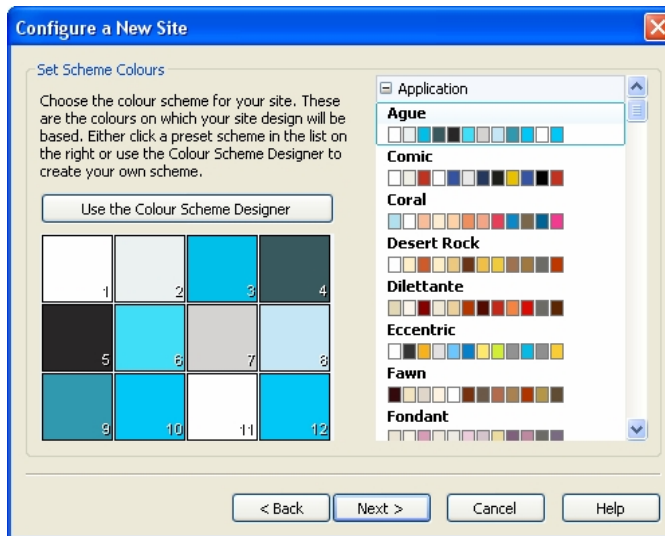 Configure a New Site
Set Scheme Colours
Choose the colour scheme for your site. These
are the colours on which your site design will be
based. Either click a preset scheme in the list on
the right or use the Colour Scheme Designer to
create your own scheme.
Use the Colour Scheme Designer
1 2 3 4
5 6 7 8
9 10 11 12
Application
Ague
Comic
Coral
Desert Rock
Dilettante
Eccentric
Fawn
Fondant
< Back Next > Cancel Help